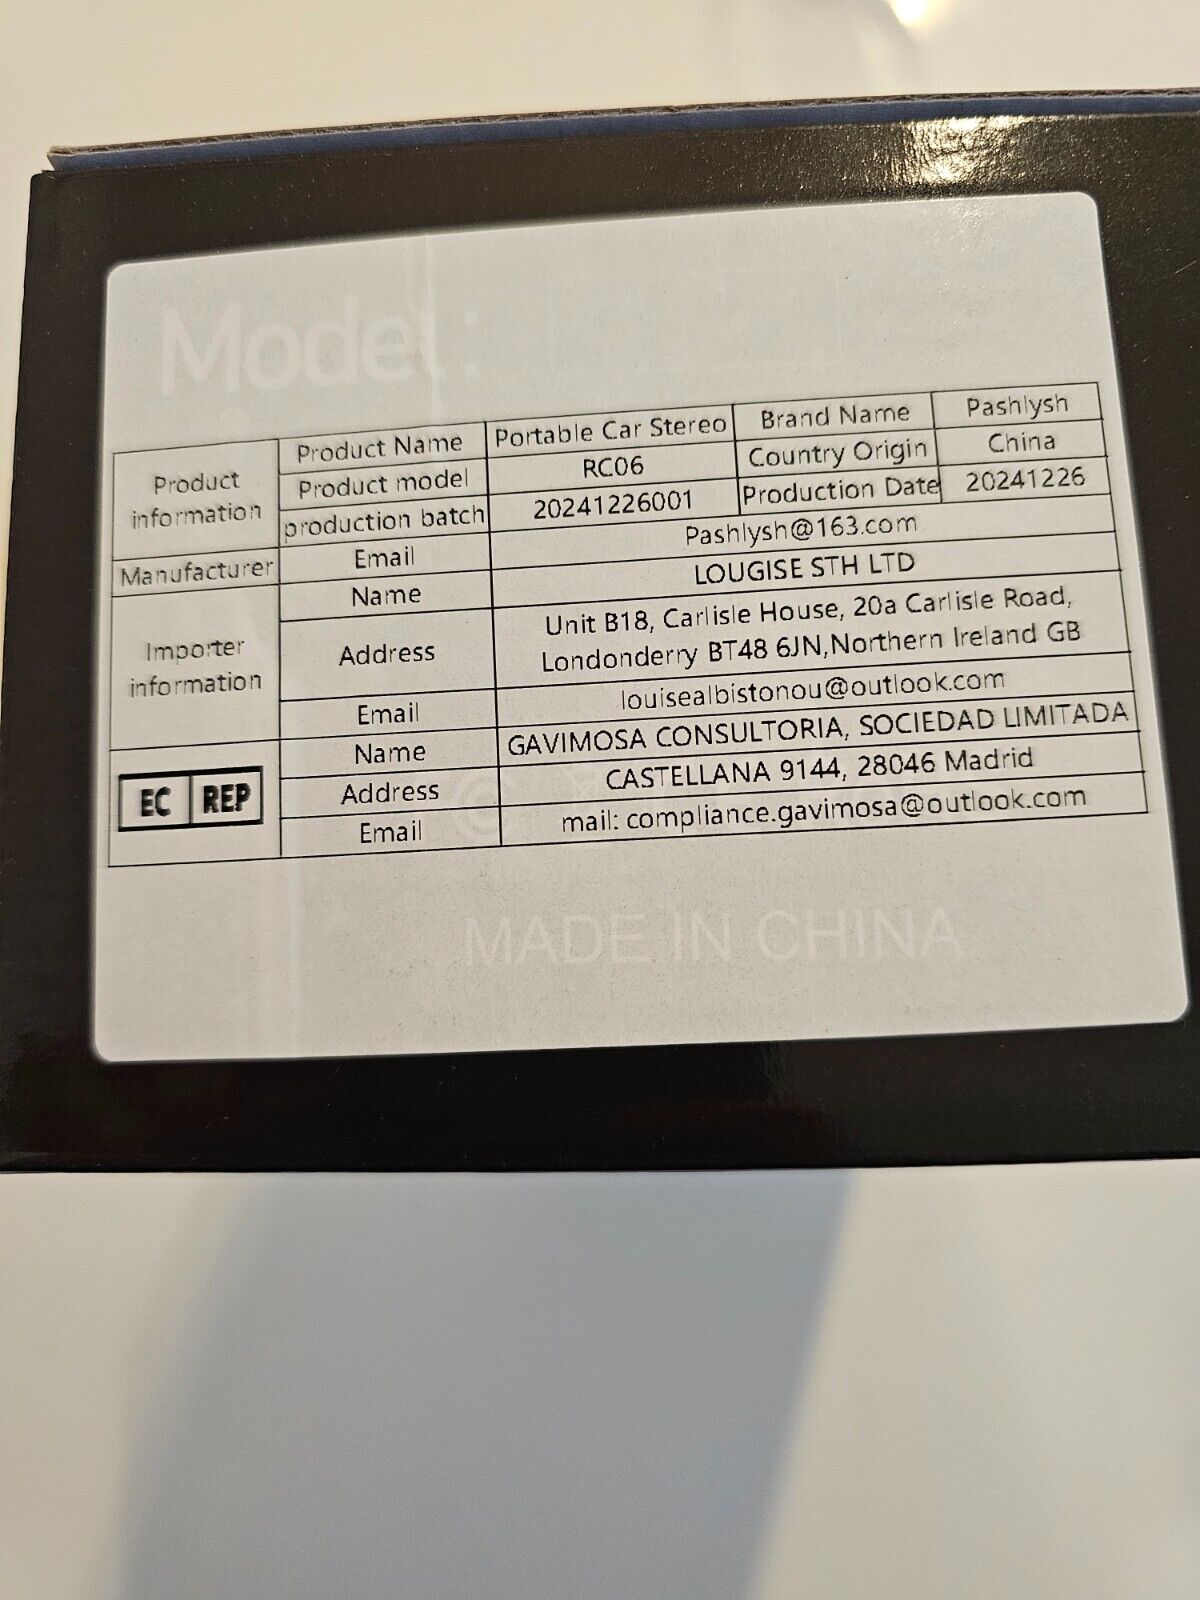 Model:
Product information
Product Name Portable Car Stereo Brand Name Pashlysh
Product model RC06 Country Origin China
production batch 20241226001 Production Date 20241226
Manufacturer Email Pashlysh@163.com
Importer information
Name LOUGISE STH LTD
Address Unit B18, Carlisle House, 20a Carlisle Road,
Londonderry BT48 6JN,Northern Ireland GB
Email louisealbistonou@outlook.com
EC REP
Name GAVIMOSA CONSULTORIA, SOCIEDAD LIMITADA
Address CASTELLANA 9144, 28046 Madrid
Email mail: compliance.gavimosa@outlook.com
MADE IN CHINA